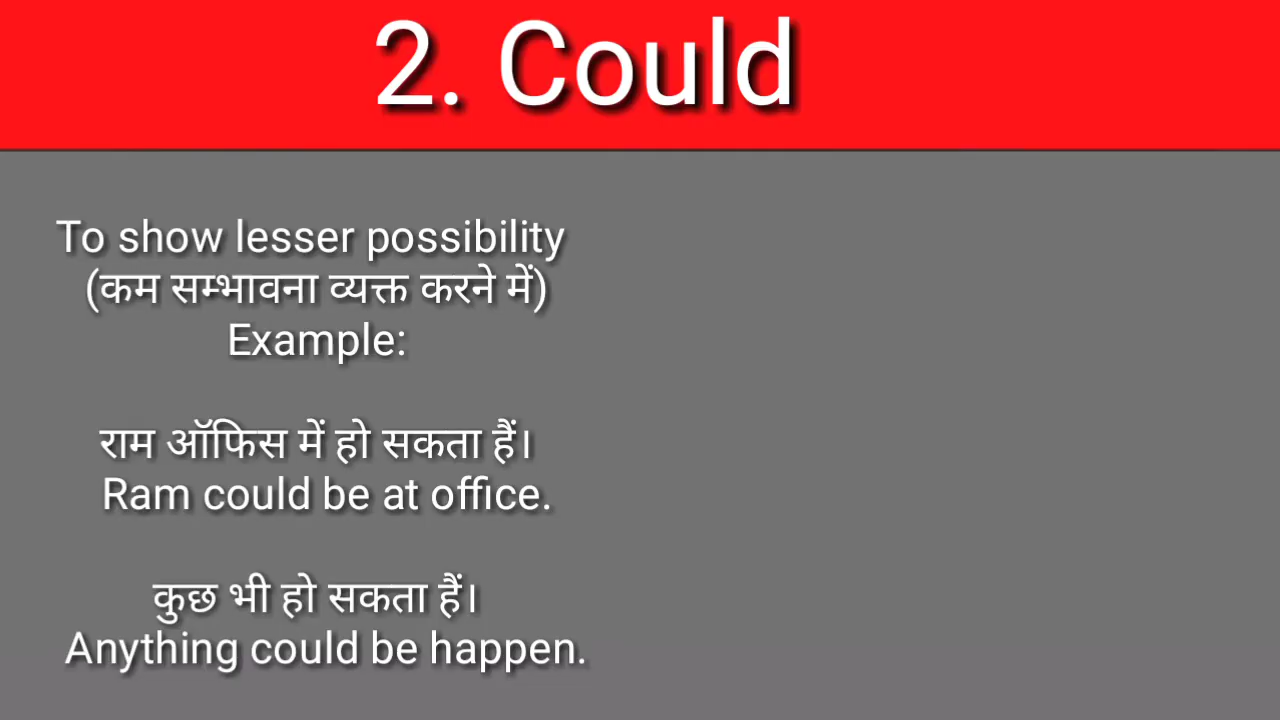 2. Could
To show lesser possibility
(कम सम्भावना व्यक्त करने में)
Example:
राम ऑफिस में हो सकता हैं।
Ram could be at office.
कुछ भी हो सकता हैं।
Anything could be happen.